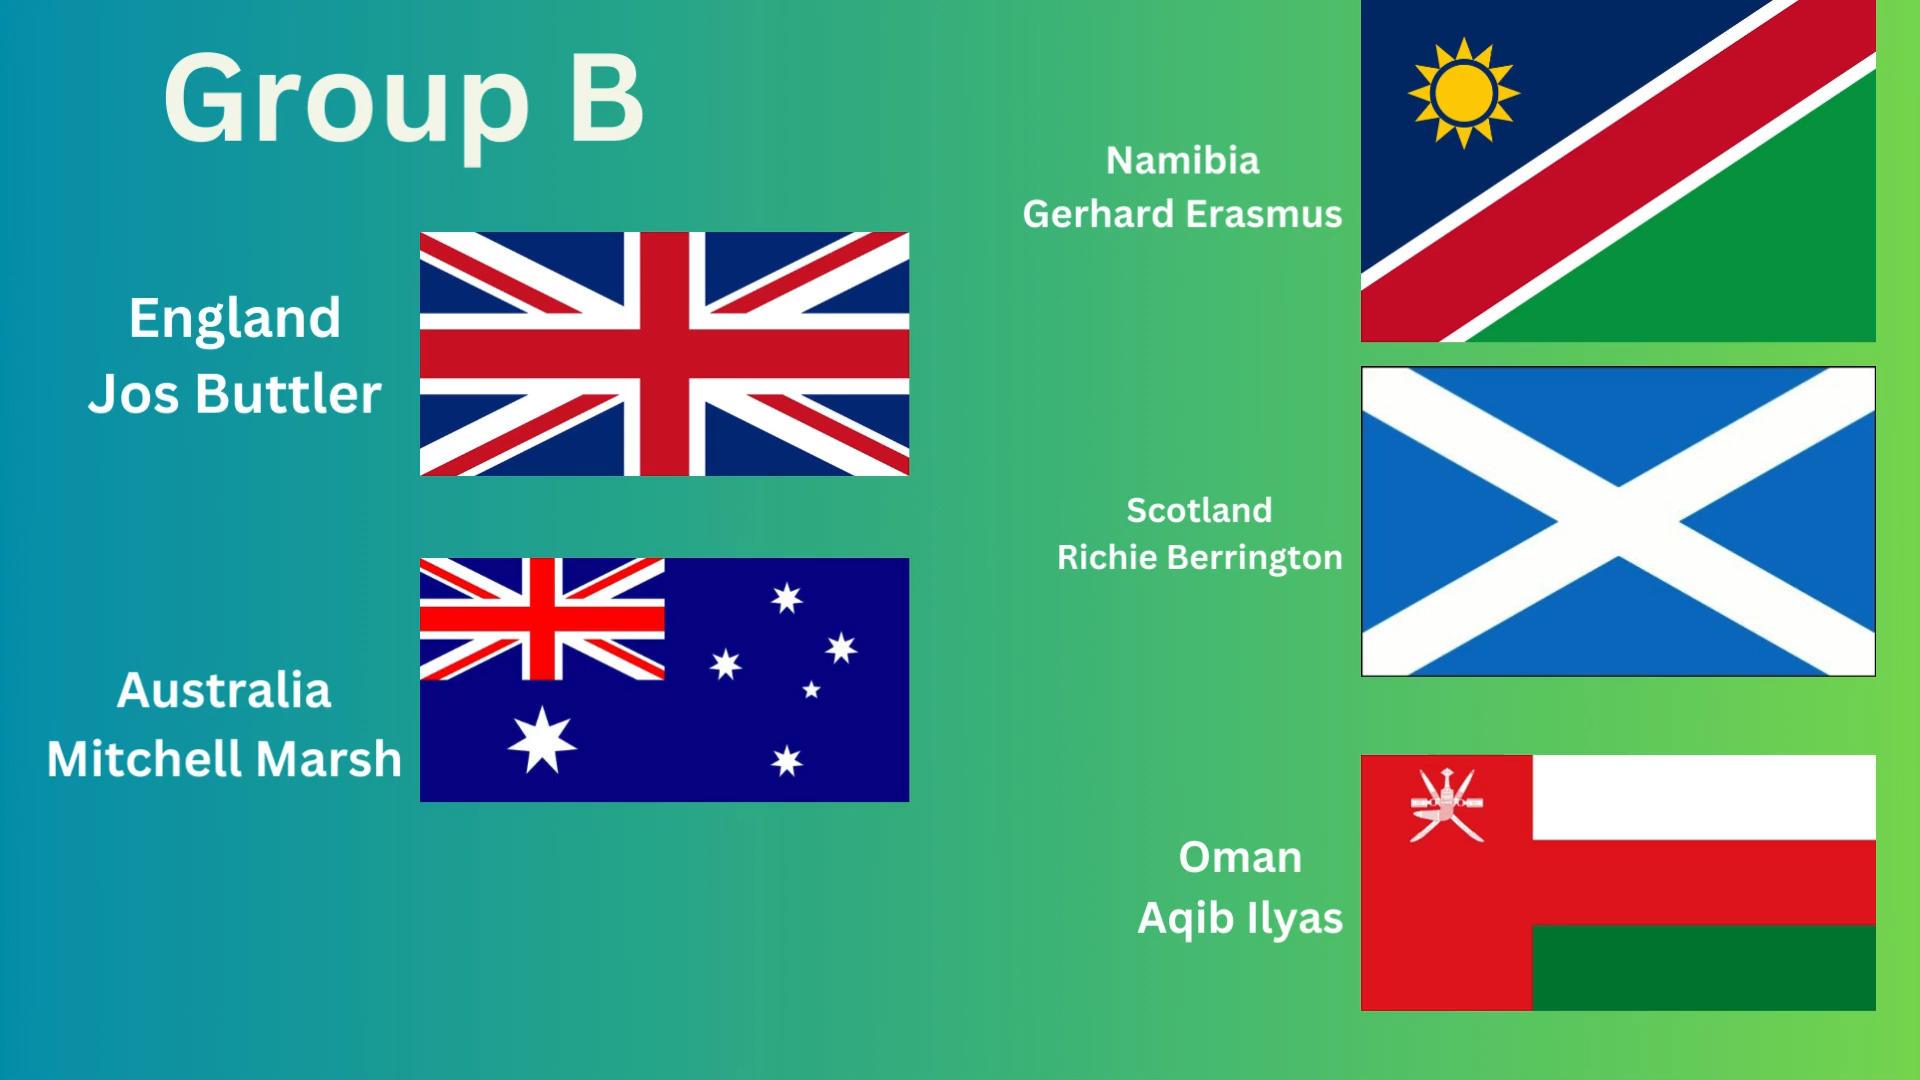 Group B
England
Jos Buttler
Australia
Mitchell Marsh
Namibia
Gerhard Erasmus
Scotland
Richie Berrington
Oman
Aqib Ilyas